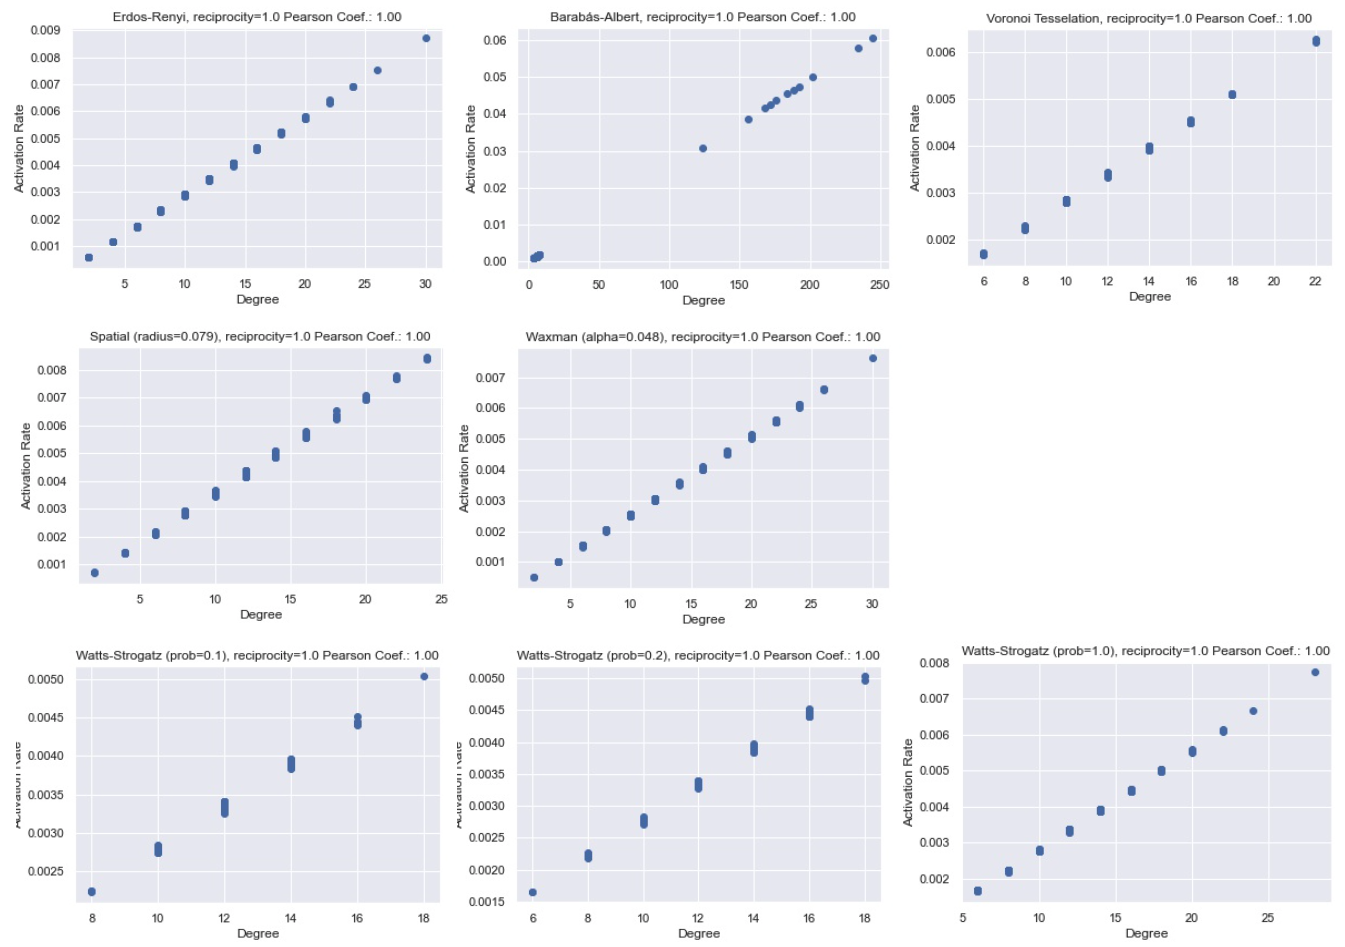 Erdos-Renyi, reciprocity=1.0 Pearson Coef.: 1.00
0.009
0.008
0.007
0.006
0.005
0.004
0.003
0.002
0.001
Activation Rate
5 10 15 20 25 30
Degree
Barabás-Albert, reciprocity=1.0 Pearson Coef.: 1.00
0.06
0.05
0.04
0.03
0.02
0.01
0.00
Activation Rate
0 50 100 150 200 250
Degree
Voronoi Tesselation, reciprocity=1.0 Pearson Coef.: 1.00
0.006
0.005
0.004
0.003
0.002
Activation Rate
6 8 10 12 14 16 18 20 22
Degree
Spatial (radius=0.079), reciprocity=1.0 Pearson Coef.: 1.00
0.008
0.007
0.006
0.005
0.004
0.003
0.002
0.001
Activation Rate
5 10 15 20 25
Degree
Waxman (alpha=0.048), reciprocity=1.0 Pearson Coef.: 1.00
0.007
0.006
0.005
0.004
0.003
0.002
0.001
Activation Rate
5 10 15 20 25 30
Degree
Watts-Strogatz (prob=0.1), reciprocity=1.0 Pearson Coef.: 1.00
0.0050
0.0045
0.0040
0.0035
0.0030
0.0025
Activation Rate
8 10 12 14 16 18
Degree
Watts-Strogatz (prob=0.2), reciprocity=1.0 Pearson Coef.: 1.00
0.0050
0.0045
0.0040
0.0035
0.0030
0.0025
0.0020
0.0015
Activation Rate
6 8 10 12 14 16 18
Degree
Watts-Strogatz (prob=1.0), reciprocity=1.0 Pearson Coef.: 1.00
0.008
0.007
0.006
0.005
0.004
0.003
0.002
Activation Rate
5 10 15 20 25
Degree